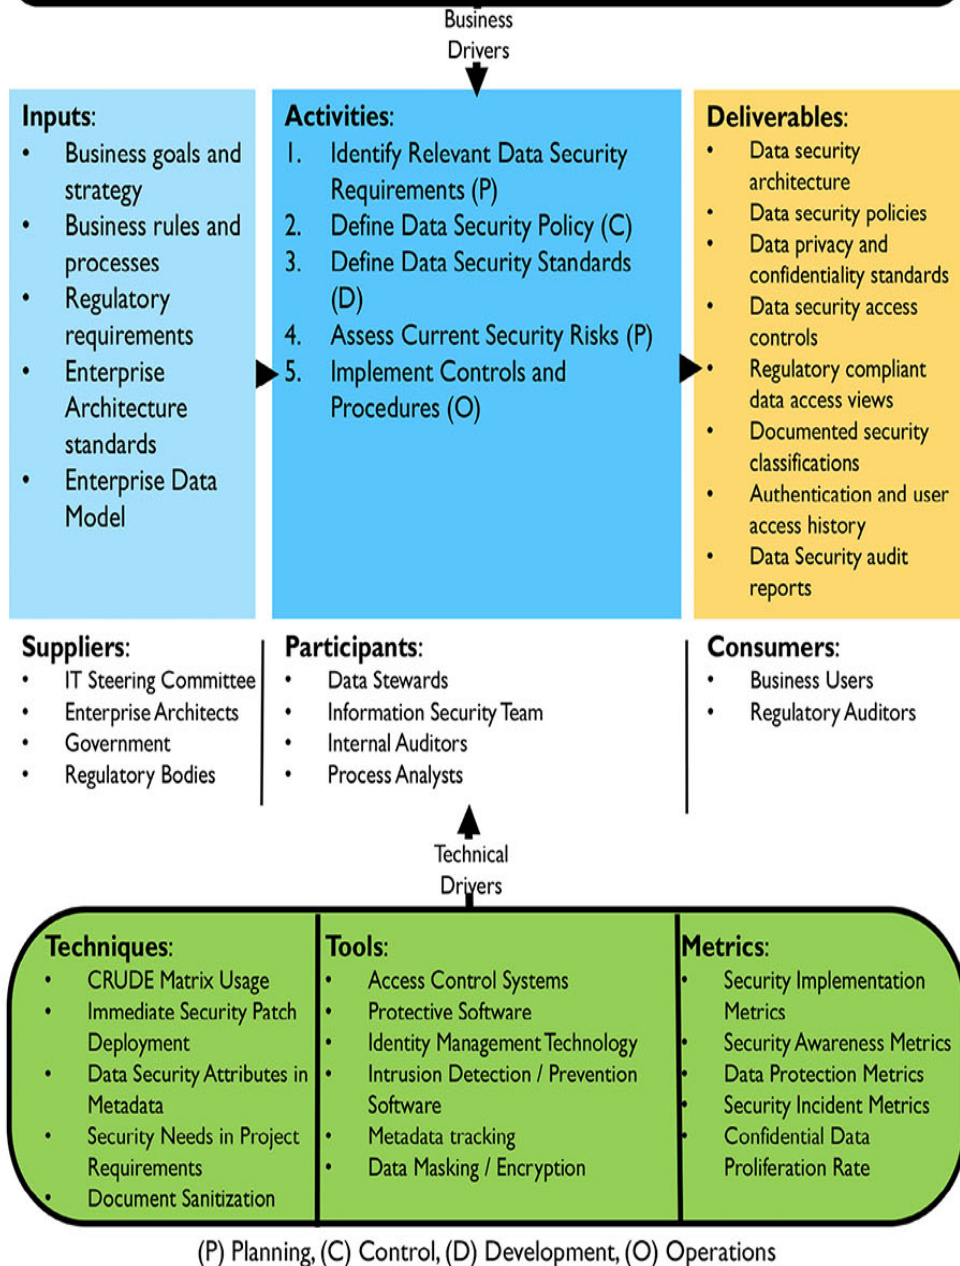 Business
Drivers
Inputs:
• Business goals and
strategy
• Business rules and
processes
• Regulatory
requirements
• Enterprise
Architecture
standards
• Enterprise Data
Model
Activities:
1. Identify Relevant Data Security
Requirements (P)
2. Define Data Security Policy (C)
3. Define Data Security Standards
(D)
4. Assess Current Security Risks (P)
5. Implement Controls and
Procedures (O)
Deliverables:
• Data security
architecture
• Data security policies
• Data privacy and
confidentiality standards
• Data security access
controls
• Regulatory compliant
data access views
• Documented security
classifications
• Authentication and user
access history
• Data Security audit
reports
Suppliers:
• IT Steering Committee
• Enterprise Architects
• Government
• Regulatory Bodies
Participants:
• Data Stewards
• Information Security Team
• Internal Auditors
• Process Analysts
Consumers:
• Business Users
• Regulatory Auditors
Technical
Drivers
Techniques:
• CRUDE Matrix Usage
• Immediate Security Patch
Deployment
• Data Security Attributes in
Metadata
• Security Needs in Project
Requirements
• Document Sanitization
Tools:
• Access Control Systems
• Protective Software
• Identity Management Technology
• Intrusion Detection / Prevention
Software
• Metadata tracking
• Data Masking / Encryption
Metrics:
• Security Implementation
Metrics
• Security Awareness Metrics
• Data Protection Metrics
• Security Incident Metrics
• Confidential Data
Proliferation Rate
(P) Planning, (C) Control, (D) Development, (O) Operations